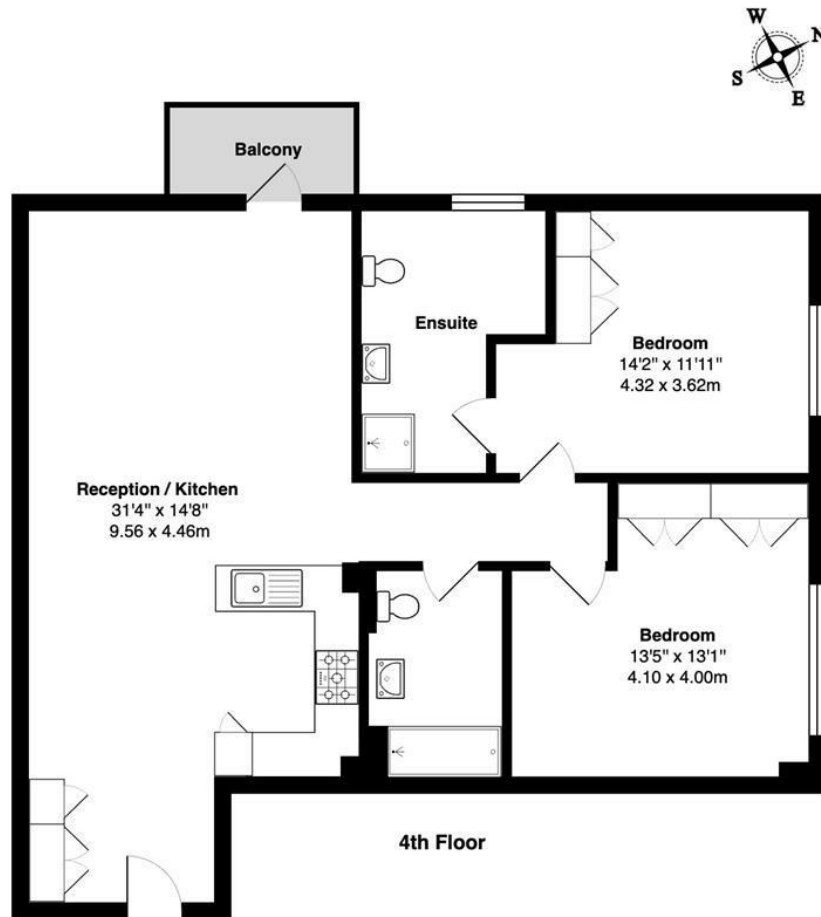 W
N
S
E
Balcony
Ensuite
Bedroom
14'2" x 11'11"
4.32 x 3.62m
Reception / Kitchen
31'4" x 14'8"
9.56 x 4.46m
Bedroom
13'5" x 13'1"
4.10 x 4.00m
4th Floor